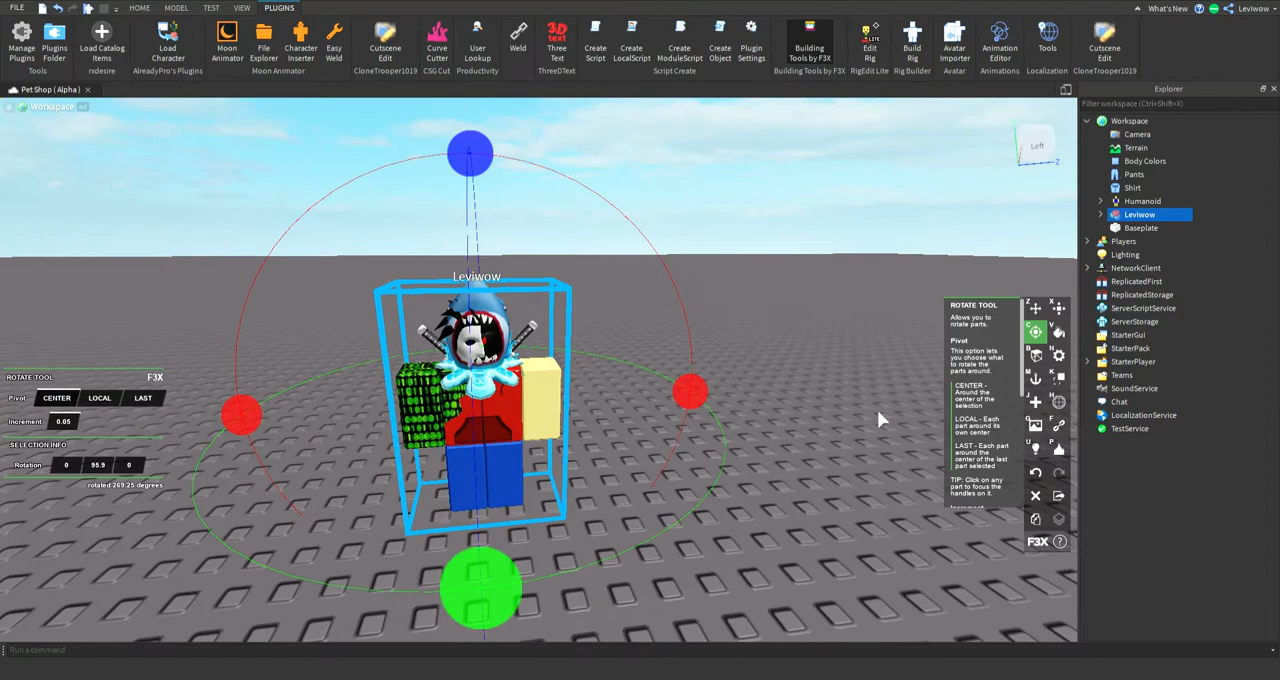 FILE HOME MODEL TEST VIEW PLUGINS What's New Leviwow
Manage Plugins
Plugins Folder
Load Catalog Items
Load Character
Moon Animator
File Explorer
Character Inserter
Easy Weld
Cutscene Edit
Curve Cutter
User Lookup
Weld
3D text
Three Text
Create Script
Create LocalScript
Create ModuleScript
Create Object
Plugin Settings
Building Tools by F3X
LITE
Edit Rig
Build Rig
Avatar Importer
Animation Editor
Tools
Cutscene Edit
Tools rxdesire AlreadyPro's Plugins Moon Animator CloneTrooper1019 CSG Cut Productivity ThreeDText Script Create Building Tools by F3X RigEdit Lite Rig Builder Avatar Animations Localization CloneTrooper1019
Pet Shop ( Alpha )
Workspace
Left
Z
Leviwow
ROTATE TOOL F3X
Pivot CENTER LOCAL LAST
Increment 0.05
SELECTION INFO
Rotation 0 95.9 0
rotated 269.25 degrees
ROTATE TOOL
Allows you to
rotate parts.
Pivot
This option lets
you choose what
to rotate the
parts around.
CENTER -
Around the
center of the
selection
LOCAL - Each
part around
its own
center
LAST - Each part
around the
center of the
last part
selected
TIP: Click on any
part to focus the
handles on it.
Increment
Z X
C V
B N
M K
J H
G F
U P
F3X ?
Explorer
Filter workspace (Ctrl+Shift+X)
Workspace
Camera
Terrain
Body Colors
Pants
Shirt
Humanoid
Leviwow
Baseplate
Players
Lighting
NetworkClient
ReplicatedFirst
ReplicatedStorage
ServerScriptService
ServerStorage
StarterGui
StarterPack
StarterPlayer
Teams
SoundService
Chat
LocalizationService
TestService
Run a command